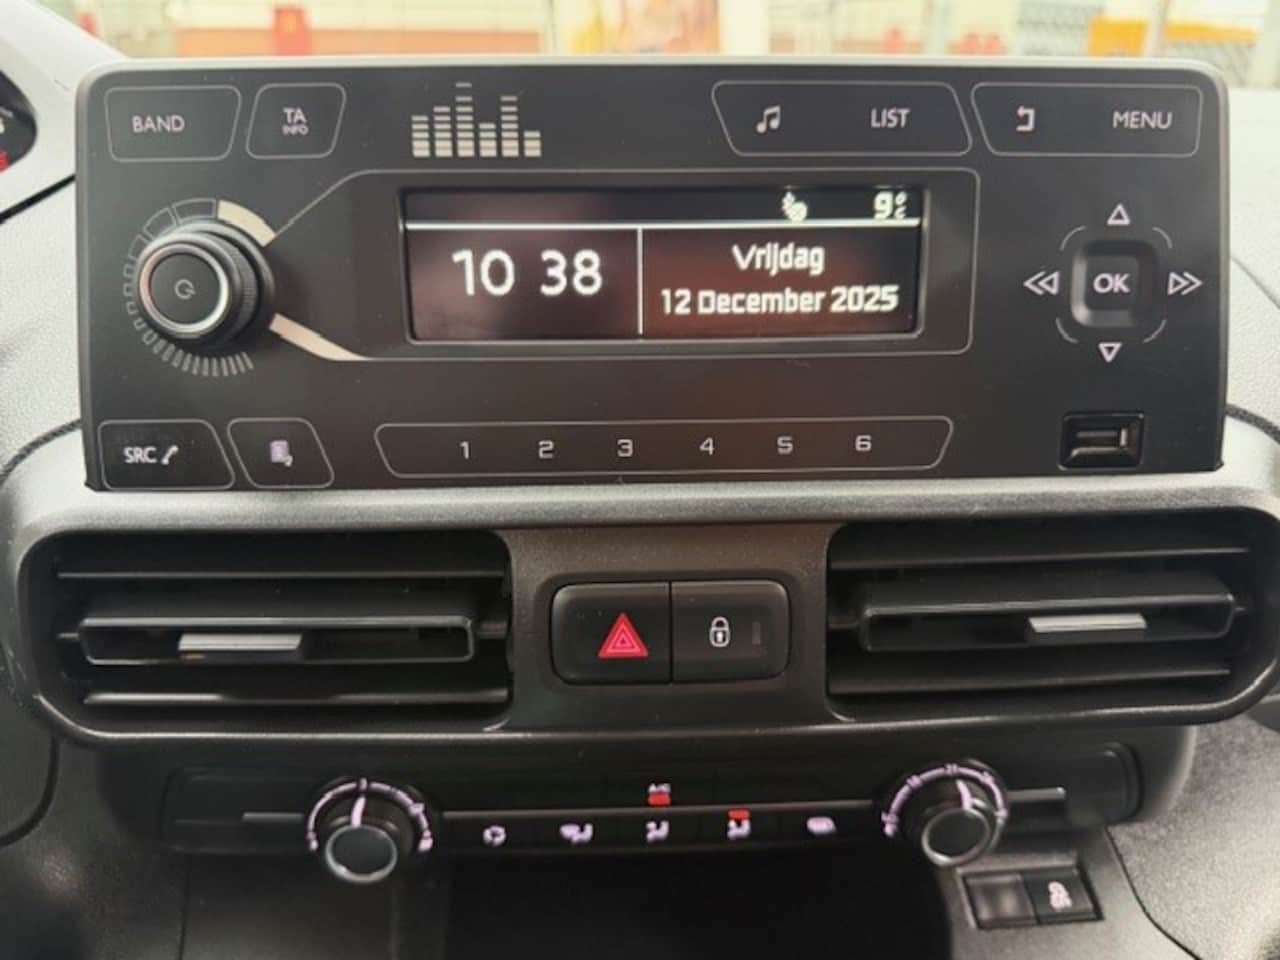 BAND
TA
INFO
LIST
MENU
9°C
10 38
Vrijdag
12 December 2025
OK
SRC
1 2 3 4 5 6
A/C